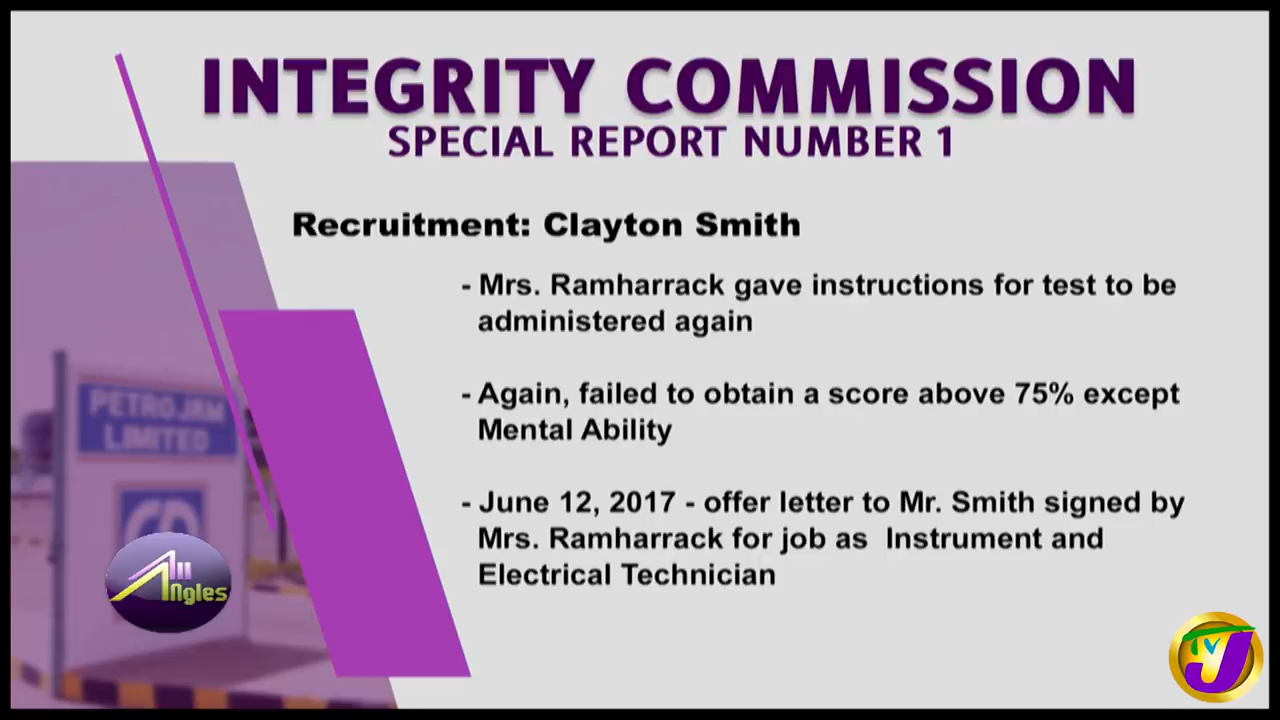 INTEGRITY COMMISSION
SPECIAL REPORT NUMBER 1
Recruitment: Clayton Smith
- Mrs. Ramharrack gave instructions for test to be
administered again
- Again, failed to obtain a score above 75% except
Mental Ability
- June 12, 2017 - offer letter to Mr. Smith signed by
Mrs. Ramharrack for job as Instrument and
Electrical Technician
PETROJAM
LIMITED
All
Angles
TVJ